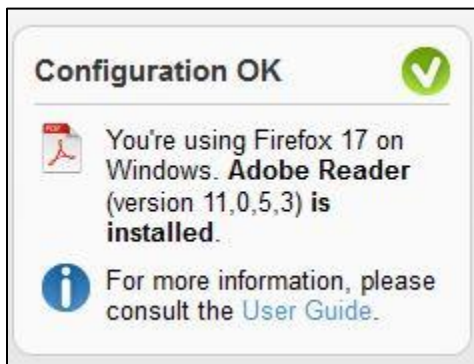 Configuration OK
PDF
You're using Firefox 17 on
Windows. Adobe Reader
(version 11,0,5,3) is
installed.
For more information, please
consult the User Guide.